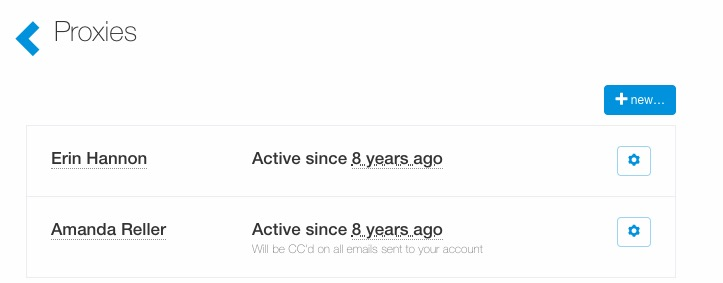 Proxies
+ new...
Erin Hannon
Active since 8 years ago
Amanda Reller
Active since 8 years ago
Will be CC'd on all emails sent to your account